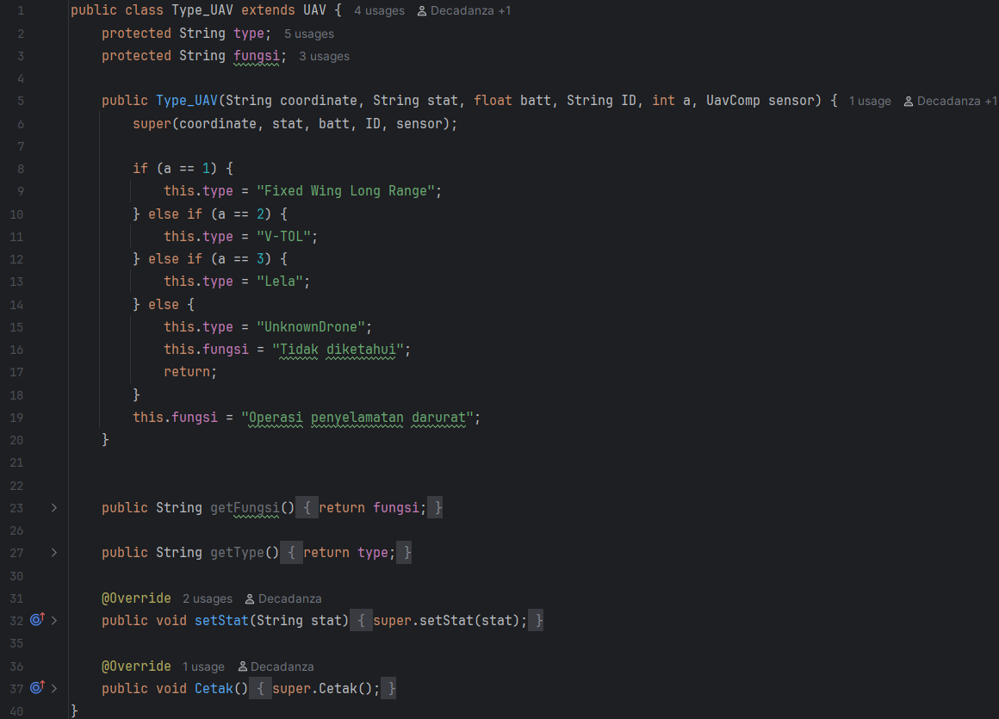 1 public class Type_UAV extends UAV { 4 usages Decadanza +1
2 protected String type; 5 usages
3 protected String fungsi; 3 usages
4
5 public Type_UAV(String coordinate, String stat, float batt, String ID, int a, UavComp sensor) { 1 usage Decadanza +1
6 super(coordinate, stat, batt, ID, sensor);
7
8 if (a == 1) {
9 this.type = "Fixed Wing Long Range";
10 } else if (a == 2) {
11 this.type = "V-TOL";
12 } else if (a == 3) {
13 this.type = "Lela";
14 } else {
15 this.type = "UnknownDrone";
16 this.fungsi = "Tidak diketahui";
17 return;
18 }
19 this.fungsi = "Operasi penyelamatan darurat";
20 }
21
22
23 public String getFungsi() { return fungsi; }
26
27 public String getType() { return type; }
30
31 @Override 2 usages Decadanza
32 public void setStat(String stat) { super.setStat(stat); }
35
36 @Override 1 usage Decadanza
37 public void Cetak() { super.Cetak(); }
40 }